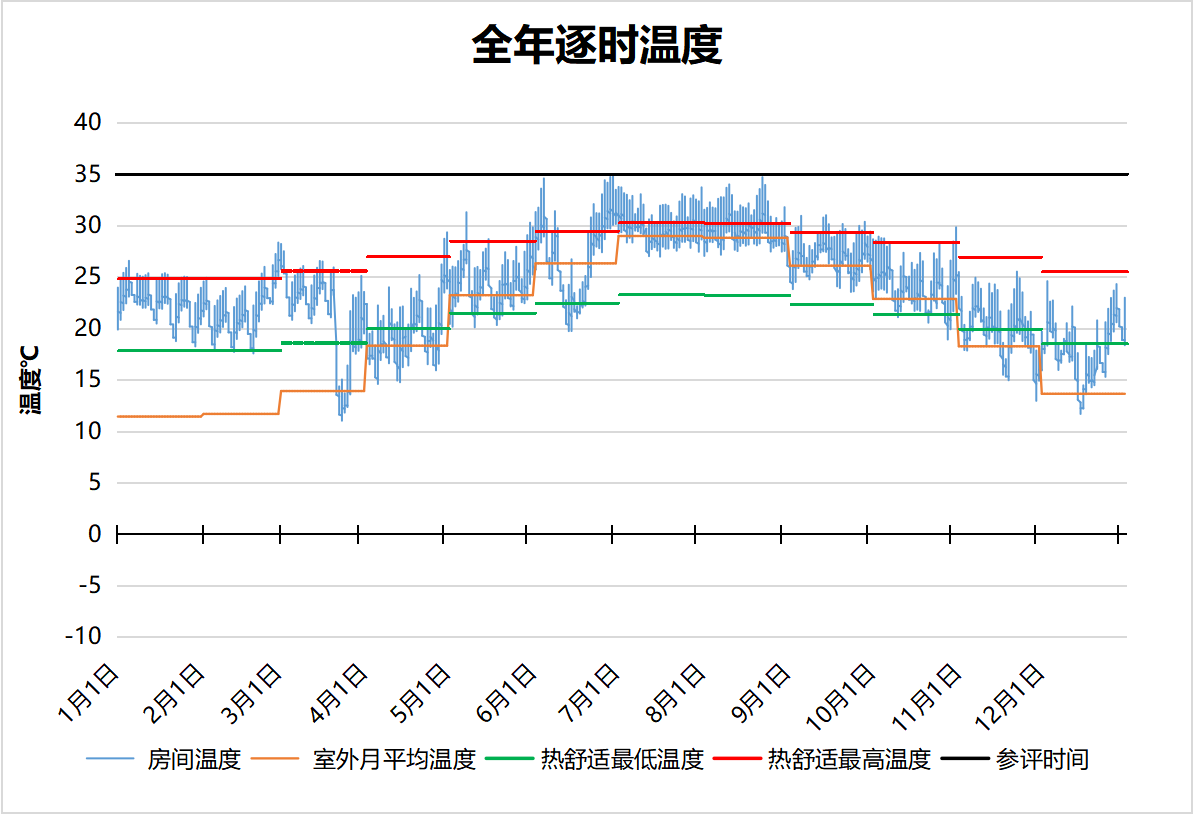 全年逐时温度
40
35
30
25
20
15
10
5
0
-5
-10
温度℃
1月1日
2月1日
3月1日
4月1日
5月1日
6月1日
7月1日
8月1日
9月1日
10月1日
11月1日
12月1日
房间温度 室外月平均温度 热舒适最低温度 热舒适最高温度 参评时间